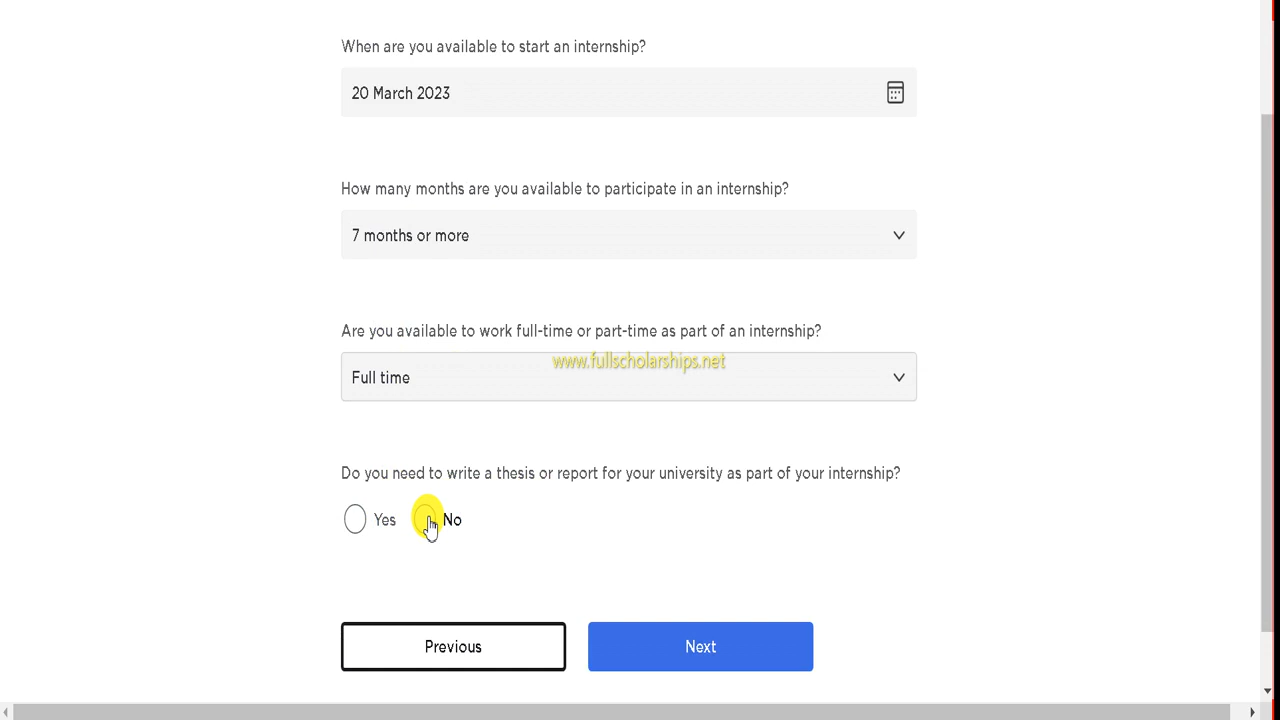 When are you available to start an internship?
20 March 2023
How many months are you available to participate in an internship?
7 months or more
Are you available to work full-time or part-time as part of an internship?
www.fullscholarships.net
Full time
Do you need to write a thesis or report for your university as part of your internship?
Yes No
Previous Next